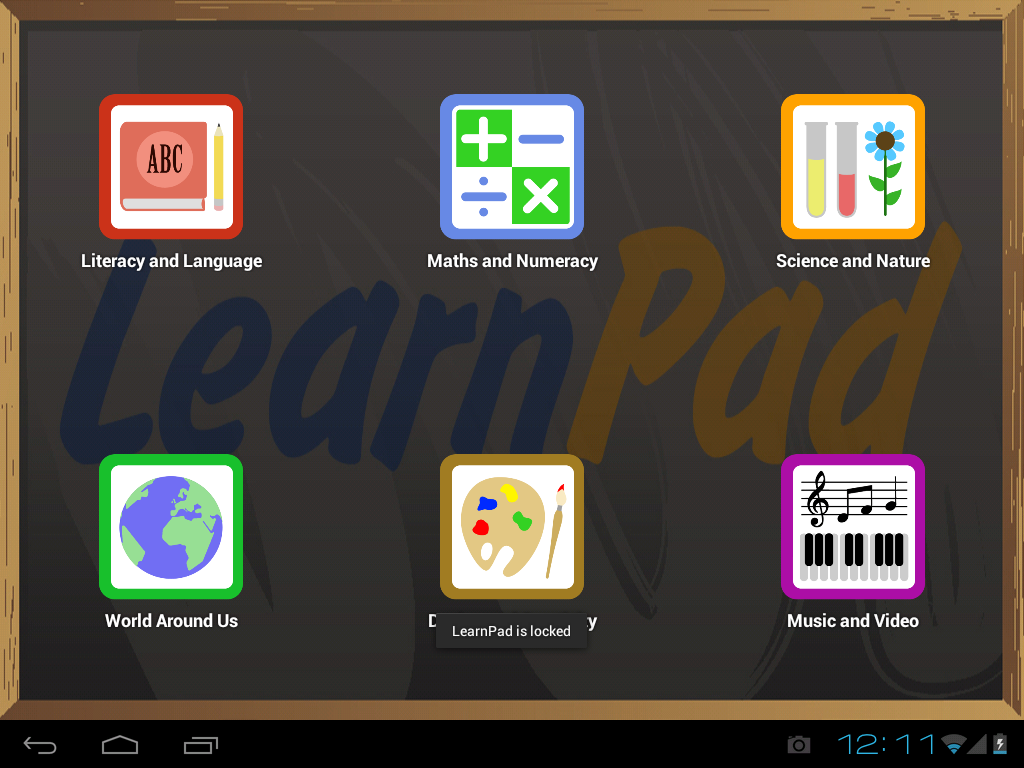 ABC
Literacy and Language
Maths and Numeracy
Science and Nature
LearnPad
World Around Us
Music and Video
LearnPad is locked
12:11